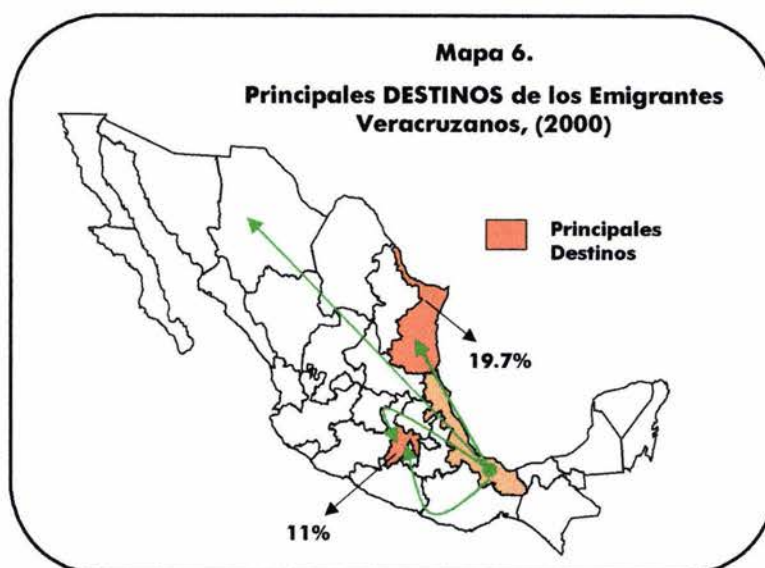 Mapa 6.
Principales DESTINOS de los Emigrantes
Veracruzanos, (2000)
Principales
Destinos
19.7%
11%